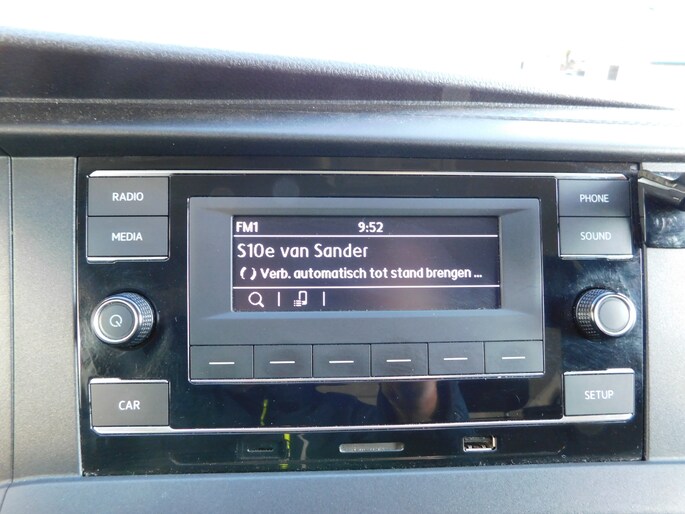 RADIO
MEDIA
FM1 9:52
S10e van Sander
Verb. automatisch tot stand brengen ...
PHONE
SOUND
CAR
SETUP